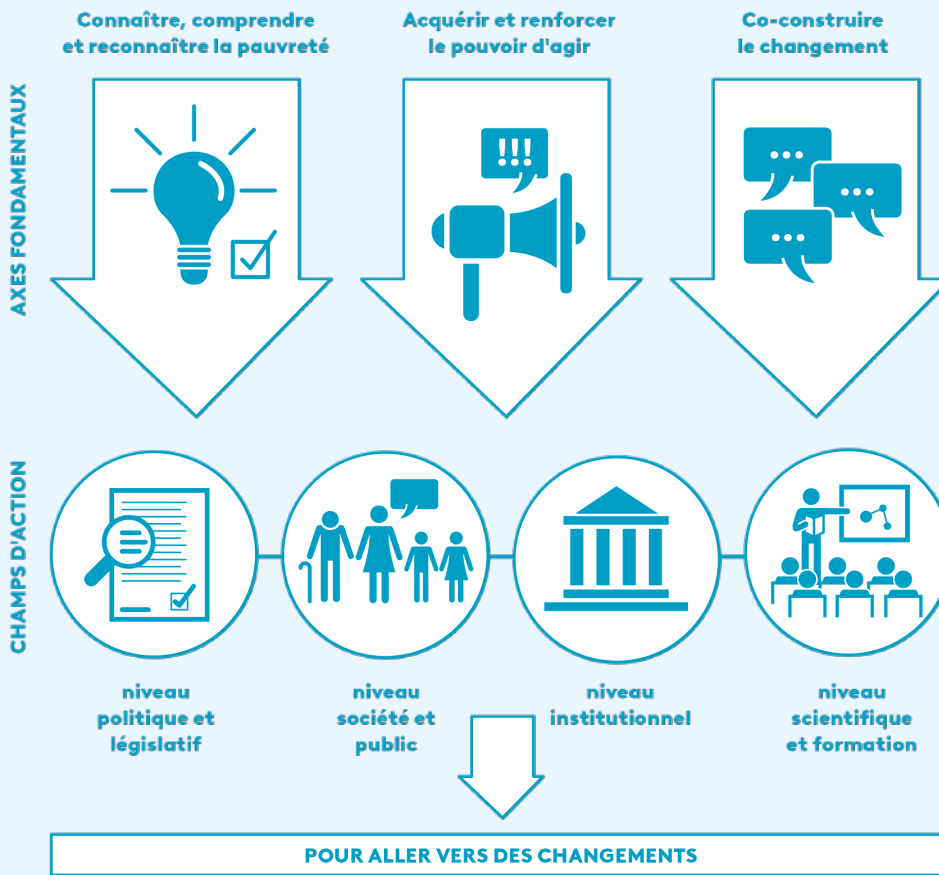 Connaître, comprendre
et reconnaître la pauvreté
Acquérir et renforcer
le pouvoir d'agir
Co-construire
le changement
AXES FONDAMENTAUX
!!!
CHAMPS D'ACTION
niveau
politique et
législatif
niveau
société et
public
niveau
institutionnel
niveau
scientifique
et formation
POUR ALLER VERS DES CHANGEMENTS